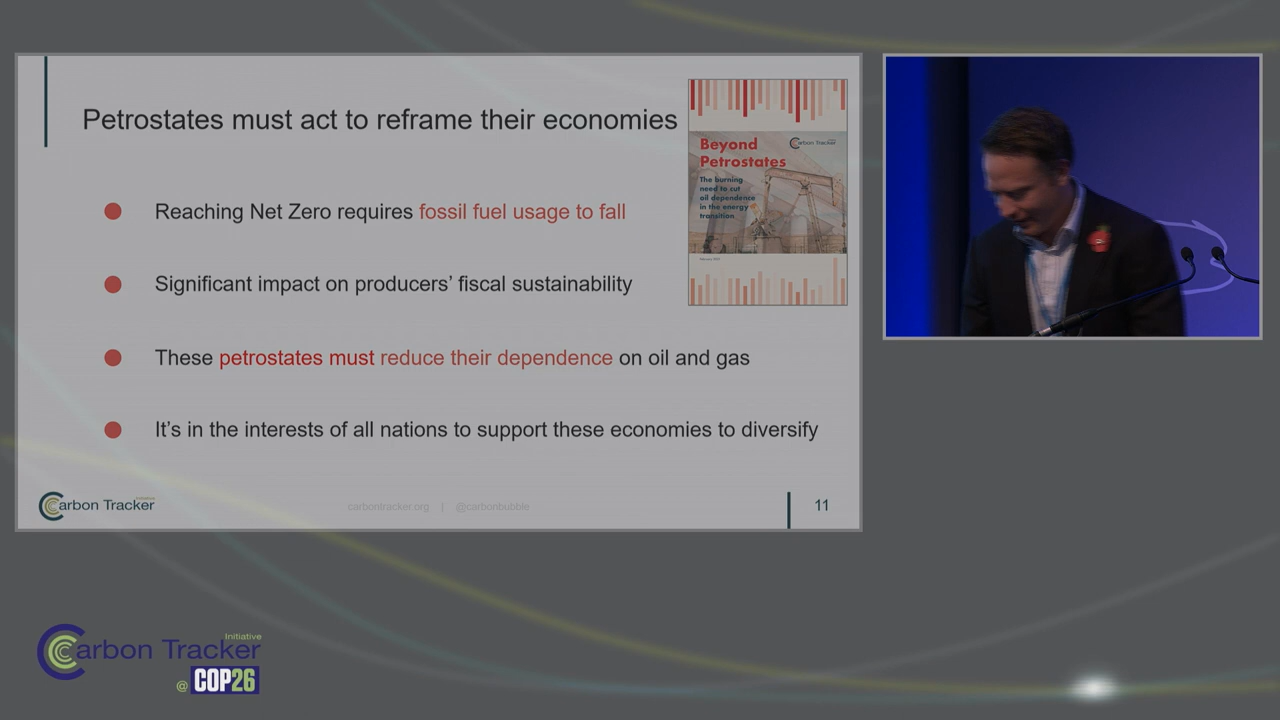 Petrostates must act to reframe their economies
Beyond
Petrostates
Carbon Tracker
The burning
need to cut
oil dependence
in the energy
transition
Reaching Net Zero requires fossil fuel usage to fall
Significant impact on producers’ fiscal sustainability
These petrostates must reduce their dependence on oil and gas
It’s in the interests of all nations to support these economies to diversify
Carbon Tracker
Initiative
carbontracker.org | @carbonbubble
11
Carbon Tracker
Initiative
@ COP26